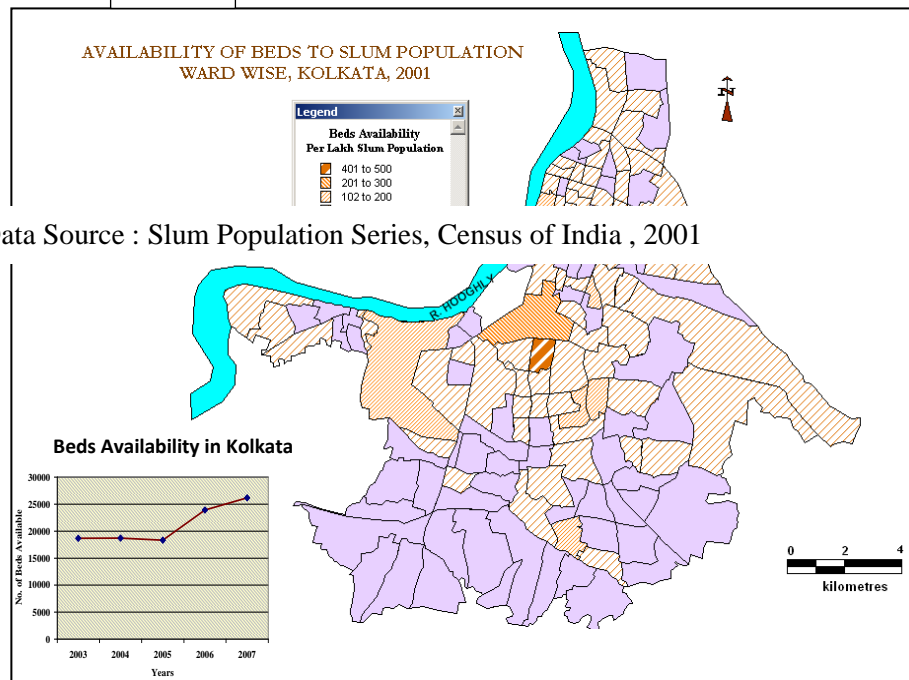 AVAILABILITY OF BEDS TO SLUM POPULATION
WARD WISE, KOLKATA, 2001
N
Legend
Beds Availability
Per Lakh Slum Population
401 to 500
201 to 300
102 to 200
ata Source : Slum Population Series, Census of India , 2001
R. HOOGHLY
Beds Availability in Kolkata
No. of Beds Available
30000
25000
20000
15000
10000
5000
0
2003 2004 2005 2006 2007
Years
0 2 4
kilometres